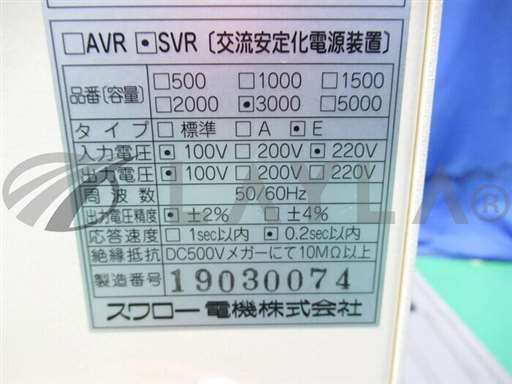 □AVR ▣SVR〔交流安定化電源装置〕
品番〔容量〕 □500 □1000 □1500
□2000 ▣3000 □5000
タイプ □標準 □A ▣E
入力電圧 ▣100V □200V ▣220V
出力電圧 ▣100V □200V □220V
周波数 50/60Hz
出力電圧精度 ▣±2% □±4%
応答速度 □1sec以内 ▣0.2sec以内
絶縁抵抗 DC500Vメガーにて10MΩ以上
製造番号 19030074
スワロー電機株式会社
LAYLA®